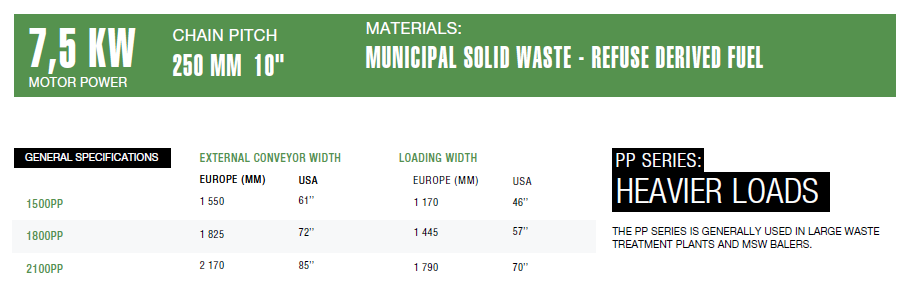 7,5 KW
MOTOR POWER
CHAIN PITCH
250 MM 10"
MATERIALS:
MUNICIPAL SOLID WASTE - REFUSE DERIVED FUEL
GENERAL SPECIFICATIONS EXTERNAL CONVEYOR WIDTH LOADING WIDTH
EUROPE (MM) USA EUROPE (MM) USA
1500PP 1 550 61’’ 1 170 46’’
1800PP 1 825 72’’ 1 445 57’’
2100PP 2 170 85’’ 1 790 70’’
PP SERIES:
HEAVIER LOADS
THE PP SERIES IS GENERALLY USED IN LARGE WASTE
TREATMENT PLANTS AND MSW BALERS.